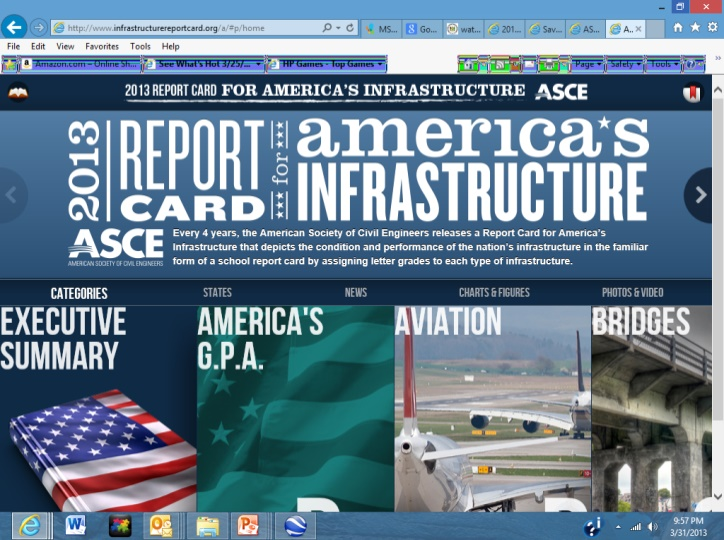 http://www.infrastructurereportcard.org/a/#p/home
MS...
Go...
wat...
201...
Sav...
AS...
A...
File Edit View Favorites Tools Help
Amazon.com – Online Sh...
See What's Hot 3/25/...
HP Games - Top Games
Page
Safety
Tools
2013 REPORT CARD FOR AMERICA'S INFRASTRUCTURE ASCE
2013
REPORT
CARD
for
america's
INFRASTRUCTURE
ASCE
AMERICAN SOCIETY OF CIVIL ENGINEERS
Every 4 years, the American Society of Civil Engineers releases a Report Card for America's
Infrastructure that depicts the condition and performance of the nation's infrastructure in the familiar
form of a school report card by assigning letter grades to each type of infrastructure.
CATEGORIES STATES NEWS CHARTS & FIGURES PHOTOS & VIDEO
EXECUTIVE
SUMMARY
AMERICA'S
G.P.A.
AVIATION
BRIDGES
9:57 PM
3/31/2013